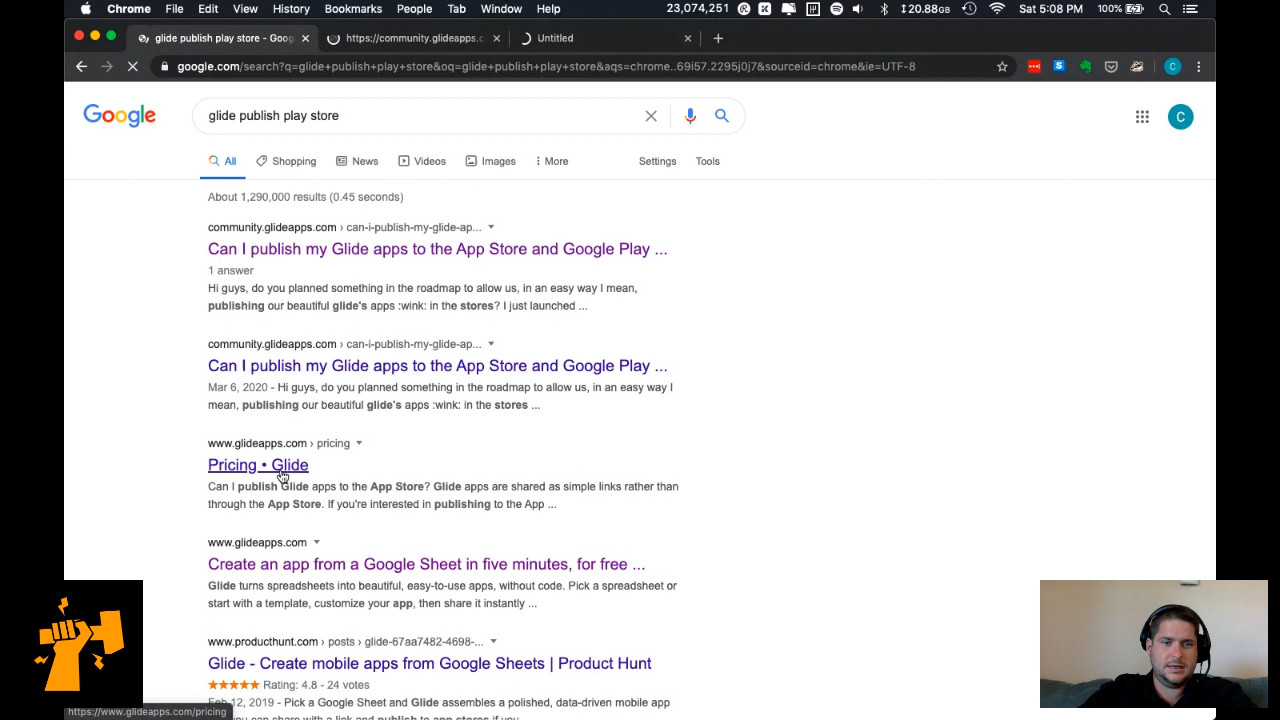 Chrome File Edit View History Bookmarks People Tab Window Help 23,074,251 20.88GB Sat 5:08 PM 100%
glide publish play store - Goog × https://community.glideapps.c × Untitled × +
google.com/search?q=glide+publish+play+store&oq=glide+publish+play+store&aqs=chrome..69i57.2295j0j7&sourceid=chrome&ie=UTF-8
Google glide publish play store
C
All Shopping News Videos Images More Settings Tools
About 1,290,000 results (0.45 seconds)
community.glideapps.com › can-i-publish-my-glide-ap...
Can I publish my Glide apps to the App Store and Google Play ...
1 answer
Hi guys, do you planned something in the roadmap to allow us, in an easy way I mean,
publishing our beautiful glide's apps :wink: in the stores? I just launched ...
community.glideapps.com › can-i-publish-my-glide-ap...
Can I publish my Glide apps to the App Store and Google Play ...
Mar 6, 2020 - Hi guys, do you planned something in the roadmap to allow us, in an easy way I
mean, publishing our beautiful glide's apps :wink: in the stores ...
www.glideapps.com › pricing
Pricing • Glide
Can I publish Glide apps to the App Store? Glide apps are shared as simple links rather than
through the App Store. If you're interested in publishing to the App ...
www.glideapps.com
Create an app from a Google Sheet in five minutes, for free ...
Glide turns spreadsheets into beautiful, easy-to-use apps, without code. Pick a spreadsheet or
start with a template, customize your app, then share it instantly ...
www.producthunt.com › posts › glide-67aa7482-4698-...
Glide - Create mobile apps from Google Sheets | Product Hunt
Rating: 4.8 - 24 votes
Feb 12, 2019 - Pick a Google Sheet and Glide assembles a polished, data-driven mobile app
you can share with a link and publish to app stores if you
https://www.glideapps.com/pricing